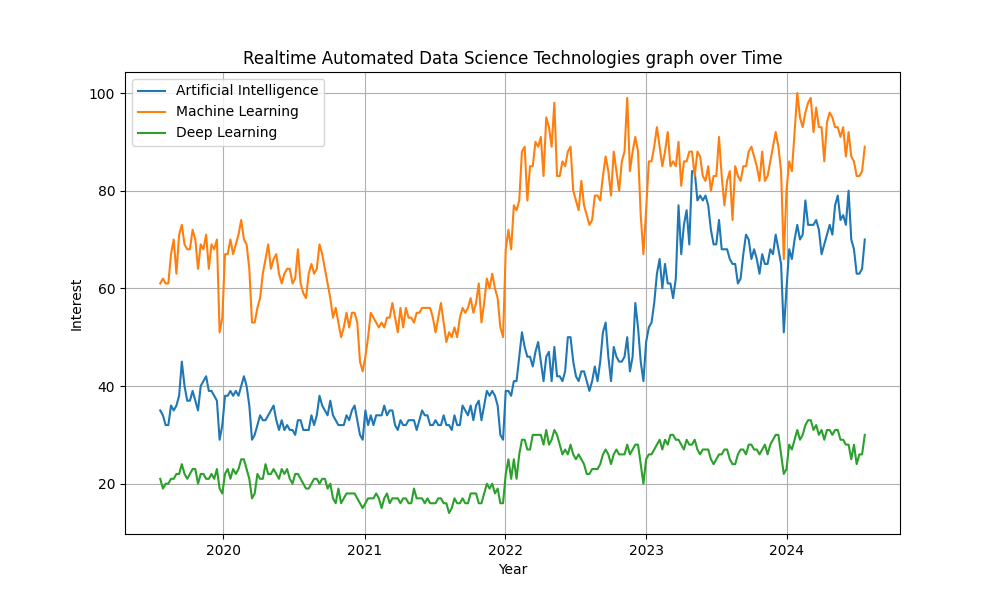 Realtime Automated Data Science Technologies graph over Time
Artificial Intelligence
Machine Learning
Deep Learning
100
80
60
40
20
Interest
2020 2021 2022 2023 2024
Year